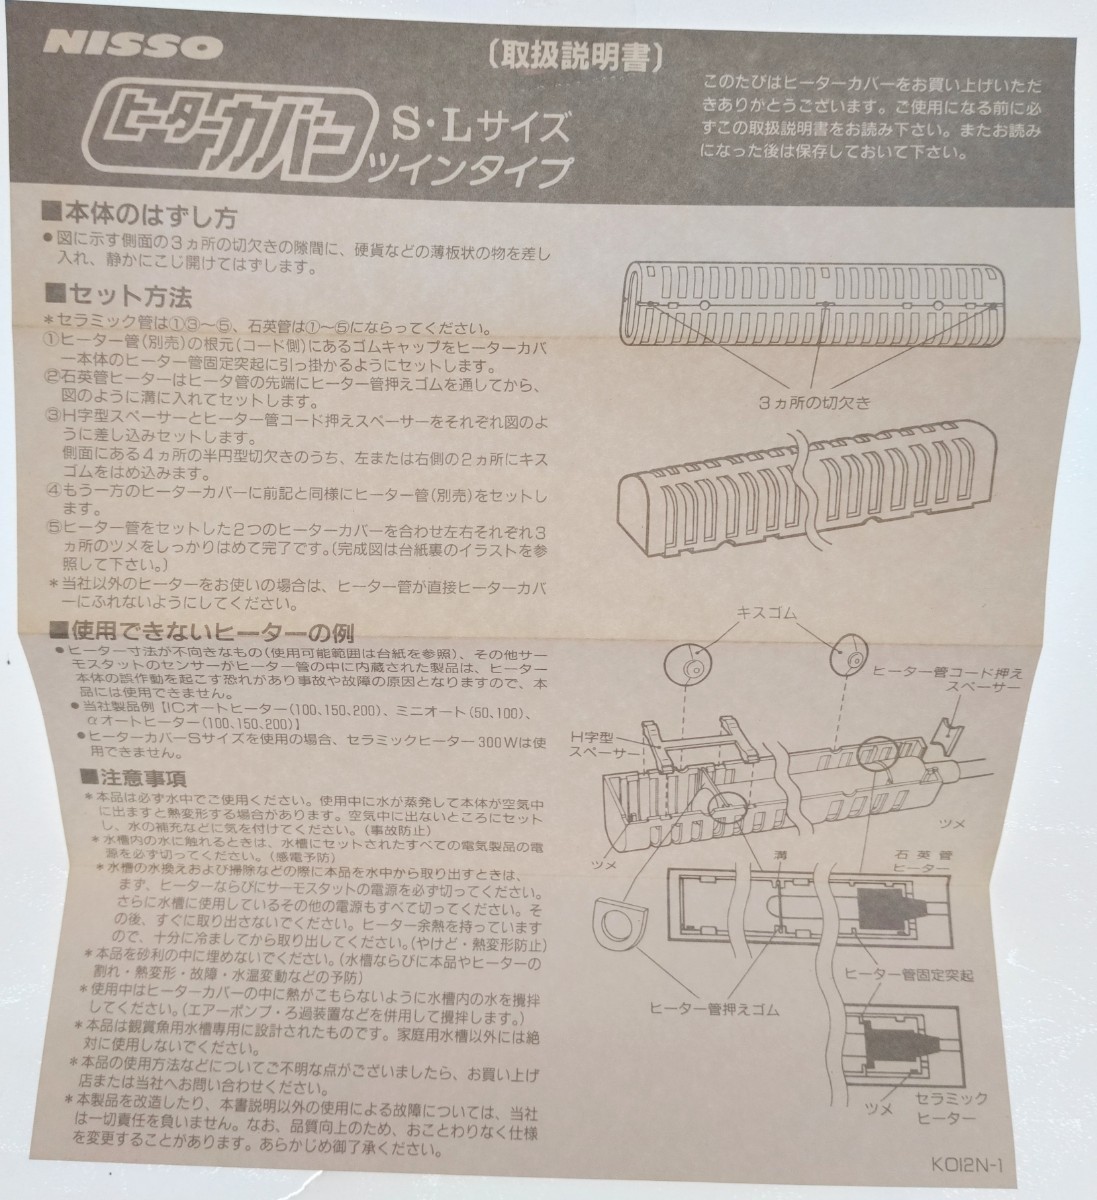 NISSO
〔取扱説明書〕
ヒーターカバー
S・Lサイズ
ツインタイプ
このたびはヒーターカバーをお買い上げいただ
きありがとうございます。ご使用になる前に必
ずこの取扱説明書をお読み下さい。またお読み
になった後は保存しておいて下さい。
■本体のはずし方
●図に示す側面の3ヵ所の切欠きの隙間に、硬貨などの薄板状の物を差し
入れ、静かにこじ開けてはずします。
■セット方法
＊セラミック管は①③〜⑤、石英管は①〜⑤にならってください。
①ヒーター管(別売)の根元(コード側)にあるゴムキャップをヒーターカバ
ー本体のヒーター管固定突起に引っ掛かるようにセットします。
②石英管ヒーターはヒータ管の先端にヒーター管押えゴムを通してから、
図のように溝に入れてセットします。
③H字型スペーサーとヒーター管コード押えスペーサーをそれぞれ図のよ
うに差し込みセットします。
側面にある4ヵ所の半円型切欠きのうち、左または右側の2ヵ所にキス
ゴムをはめ込みます。
④もう一方のヒーターカバーに前記と同様にヒーター管(別売)をセットし
ます。
⑤ヒーター管をセットした2つのヒーターカバーを合わせ左右それぞれ3
ヵ所のツメをしっかりはめて完了です。(完成図は台紙裏のイラストを参
照して下さい。)
＊当社以外のヒーターをお使いの場合は、ヒーター管が直接ヒーターカバ
ーにふれないようにしてください。
■使用できないヒーターの例
●ヒーター寸法が不向きなもの(使用可能範囲は台紙を参照)、その他サー
モスタットのセンサーがヒーター管の中に内蔵された製品は、ヒーター
本体の誤作動を起こす恐れがあり事故や故障の原因となりますので、本
品には使用できません。
●当社製品例【ICオートヒーター(100、150、200)、ミニオート(50、100)、
αオートヒーター(100、150、200)】
●ヒーターカバーSサイズを使用の場合、セラミックヒーター300Wは使
用できません。
■注意事項
＊本品は必ず水中でご使用ください。使用中に水が蒸発して本体が空気中
に出ますと熱変形する場合があります。空気中に出ないところにセット
し、水の補充などに気を付けてください。(事故防止)
＊水槽内の水に触れるときは、水槽にセットされたすべての電気製品の電
源を必ず切ってください。(感電予防)
＊水槽の水換えおよび掃除などの際に本品を水中から取り出すときは、
まず、ヒーターならびにサーモスタットの電源を必ず切ってください。
さらに水槽に使用しているその他の電源もすべて切ってください。そ
の後、すぐに取り出さないでください。ヒーター余熱を持っています
ので、十分に冷ましてから取り出してください。(やけど・熱変形防止)
＊本品を砂利の中に埋めないでください。(水槽ならびに本品やヒーターの
割れ・熱変形・故障・水温変動などの予防)
＊使用中はヒーターカバーの中に熱がこもらないように水槽内の水を攪拌
してください。(エアーポンプ・ろ過装置などを併用して攪拌します。)
＊本品は観賞魚用水槽専用に設計されたものです。家庭用水槽以外には絶
対に使用しないでください。
＊本品の使用方法などについてご不明な点がございましたら、お買い上げ
店または当社へお問い合わせください。
＊本製品を改造したり、本書説明以外の使用による故障については、当社
は一切責任を負いません。なお、品質向上のため、おことわりなく仕様
を変更することがあります。あらかじめ御了承ください。
3ヵ所の切欠き
キスゴム
ヒーター管コード押え
スペーサー
H字型
スペーサー
ツメ
ツメ
溝
石英管
ヒーター
ヒーター管固定突起
ヒーター管押えゴム
ツメ
セラミック
ヒーター
K012N-1